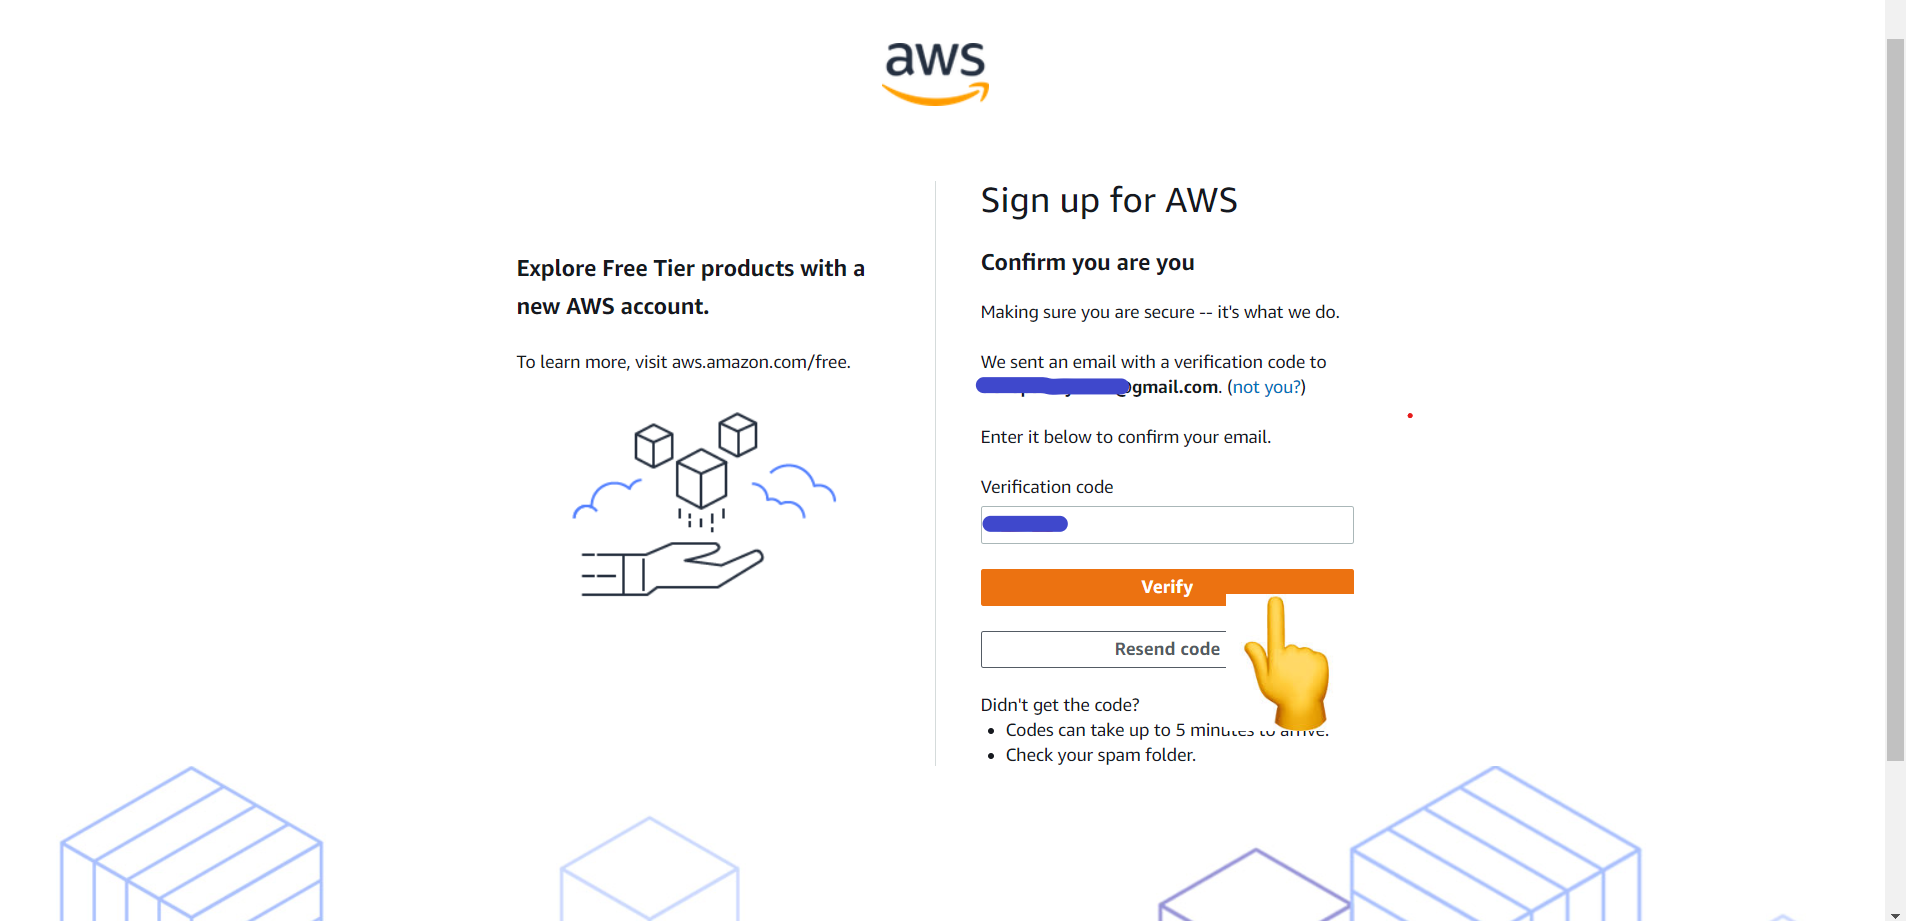 aws
Explore Free Tier products with a
new AWS account.
To learn more, visit aws.amazon.com/free.
Sign up for AWS
Confirm you are you
Making sure you are secure -- it's what we do.
We sent an email with a verification code to
@gmail.com. (not you?)
Enter it below to confirm your email.
Verification code
Verify
Resend code
Didn't get the code?
• Codes can take up to 5 minutes to arrive.
• Check your spam folder.